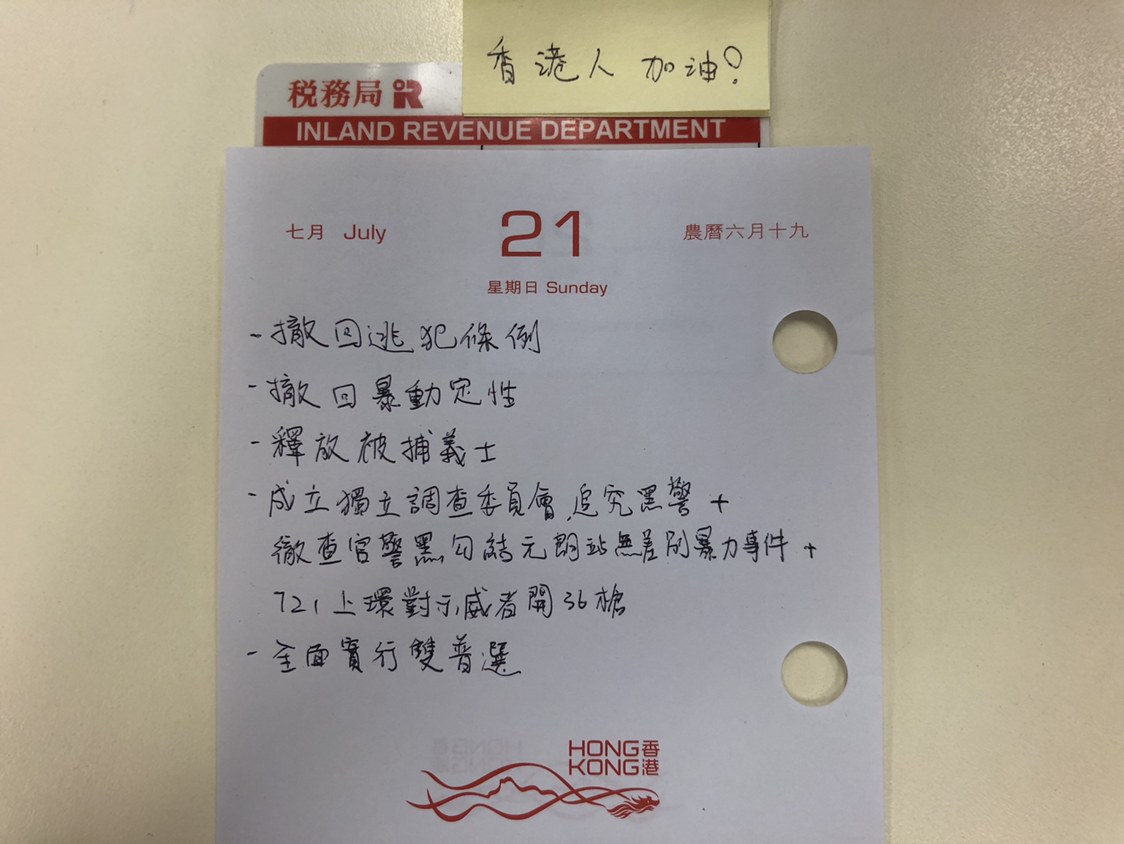 香港人 加油!
税務局 IR
INLAND REVENUE DEPARTMENT
七月 July
21
農曆六月十九
星期日 Sunday
- 撤回逃犯條例
- 撤回暴動定性
- 釋放被捕義士
- 成立獨立調查委員會,追究黑警 +
徹查官警黑勾結元朗站無差別暴力事件 +
721上環對示威者開36槍
- 全面實行雙普選
HONG 香
KONG 港